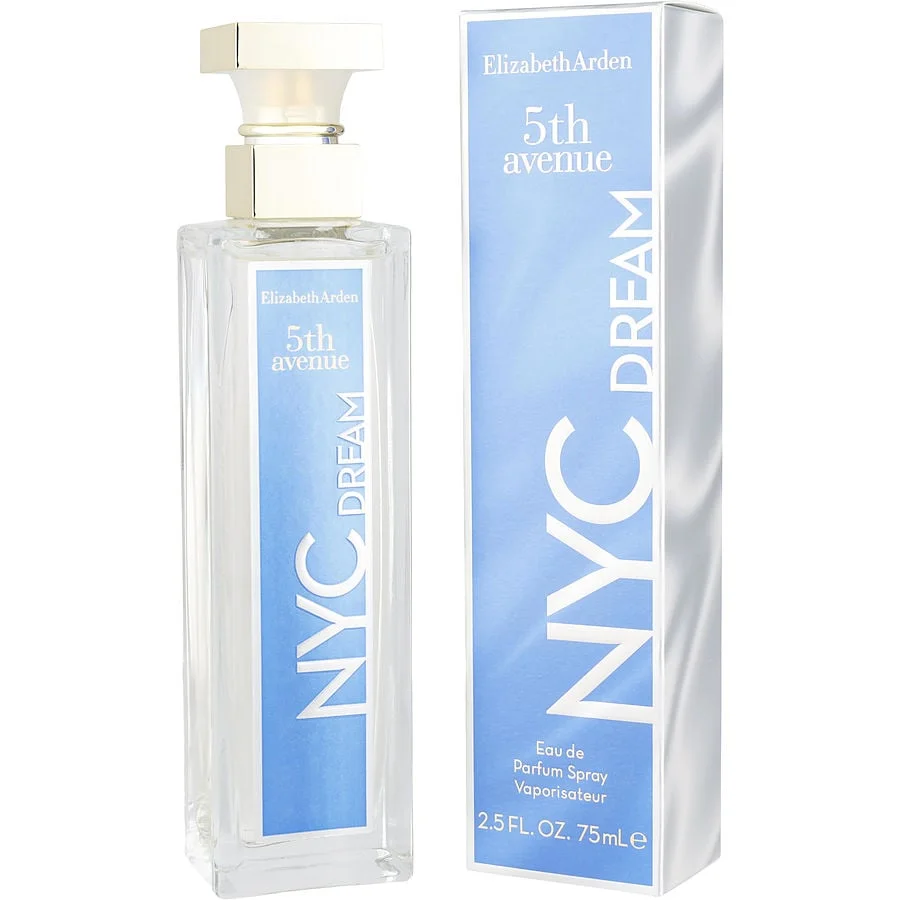 ElizabethArden
5th
avenue
NYC DREAM
ElizabethArden
5th
avenue
NYC DREAM
Eau de
Parfum Spray
Vaporisateur
2.5 FL. OZ. 75mL℮